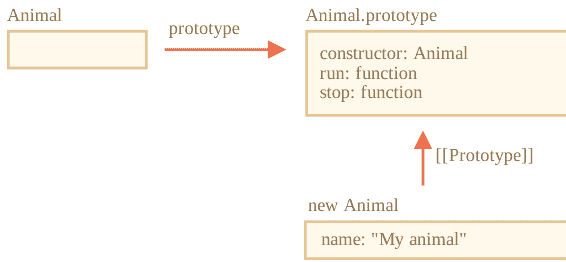 Animal
prototype
Animal.prototype
constructor: Animal
run: function
stop: function
[[Prototype]]
new Animal
name: "My animal"